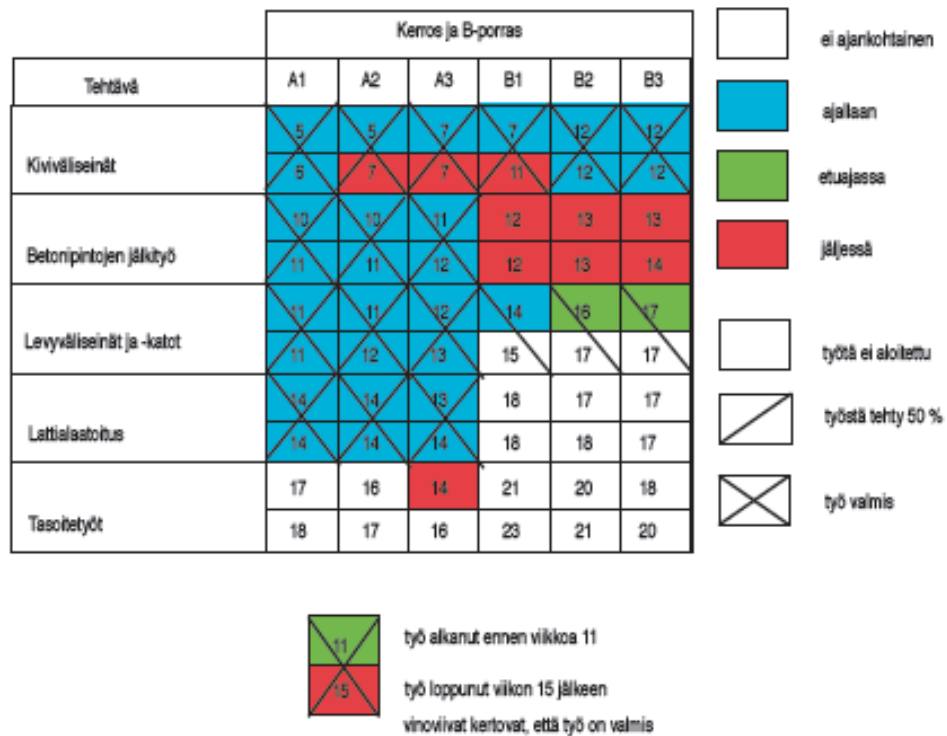 Kerros ja B-porras
Tehtävä A1 A2 A3 B1 B2 B3
5 5 7 7 12 12
Kiviväliseinät
6 7 7 11 12 12
10 10 11 12 13 13
Betonipintojen jälkityö
11 11 12 12 13 14
11 11 12 14 16 17
Levyväliseinät ja -katot
11 12 13 15 17 17
14 14 13 18 17 17
Lattialaatoitus
14 14 14 18 18 17
17 16 14 21 20 18
Tasoitetyöt
18 17 16 23 21 20
ei ajankohtainen
ajallaan
etuajassa
jäljessä
työtä ei aloitettu
työstä tehty 50 %
työ valmis
11 työ alkanut ennen viikkoa 11
15 työ loppunut viikon 15 jälkeen
vinoviivat kertovat, että työ on valmis